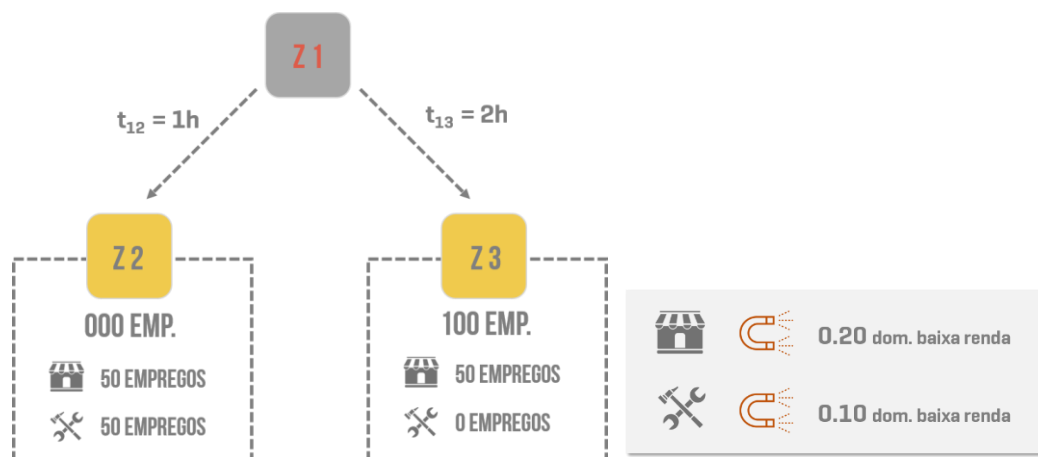 Z 1
t12 = 1h
t13 = 2h
Z 2
Z 3
000 EMP.
100 EMP.
50 EMPREGOS
50 EMPREGOS
50 EMPREGOS
0 EMPREGOS
0.20 dom. baixa renda
0.10 dom. baixa renda